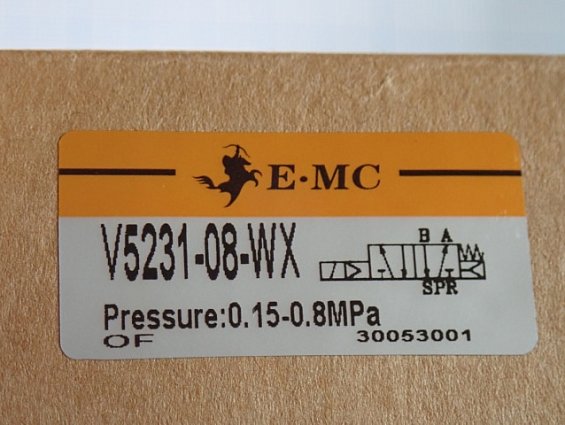 E·MC
V5231-08-WX
B A
SPR
Pressure:0.15-0.8MPa
OF
30053001